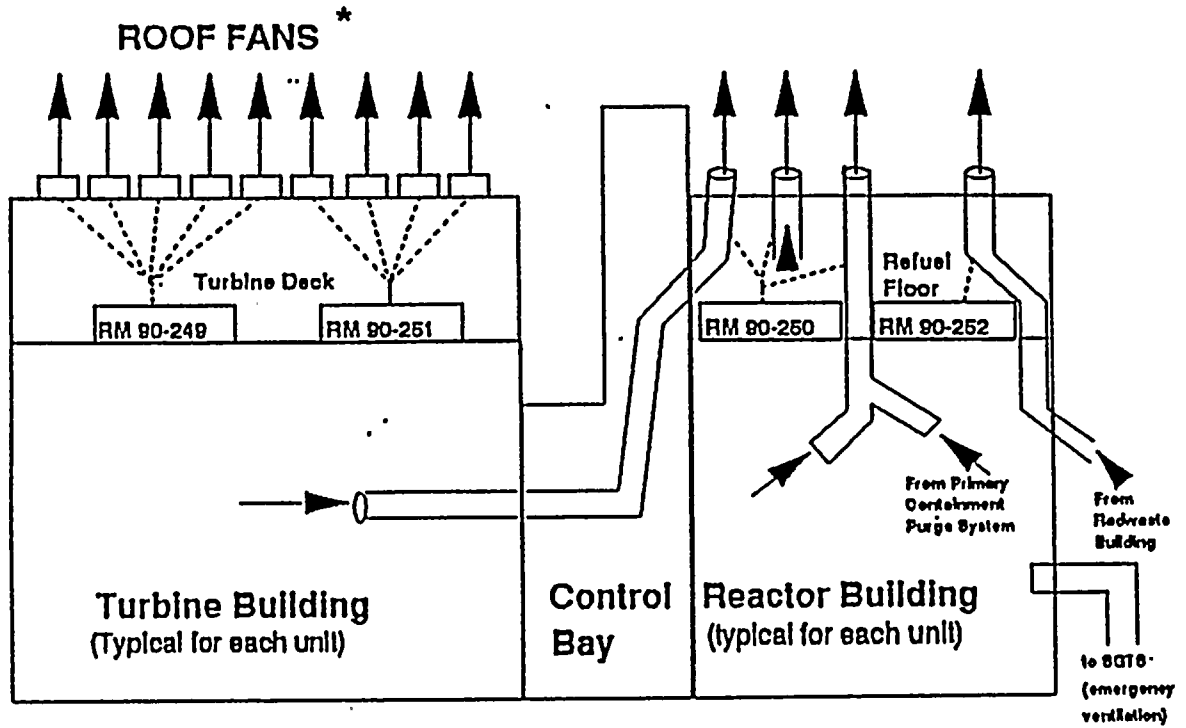 ROOF FANS *
Turbine Deck
RM 90-249
RM 90-251
Refuel
Floor
RM 90-250
RM 90-252
From Primary
Containment
Purge System
From
Radwaste
Building
Turbine Building
(Typical for each unit)
Control
Bay
Reactor Building
(typical for each unit)
to SGTS
(emergency
ventilation)